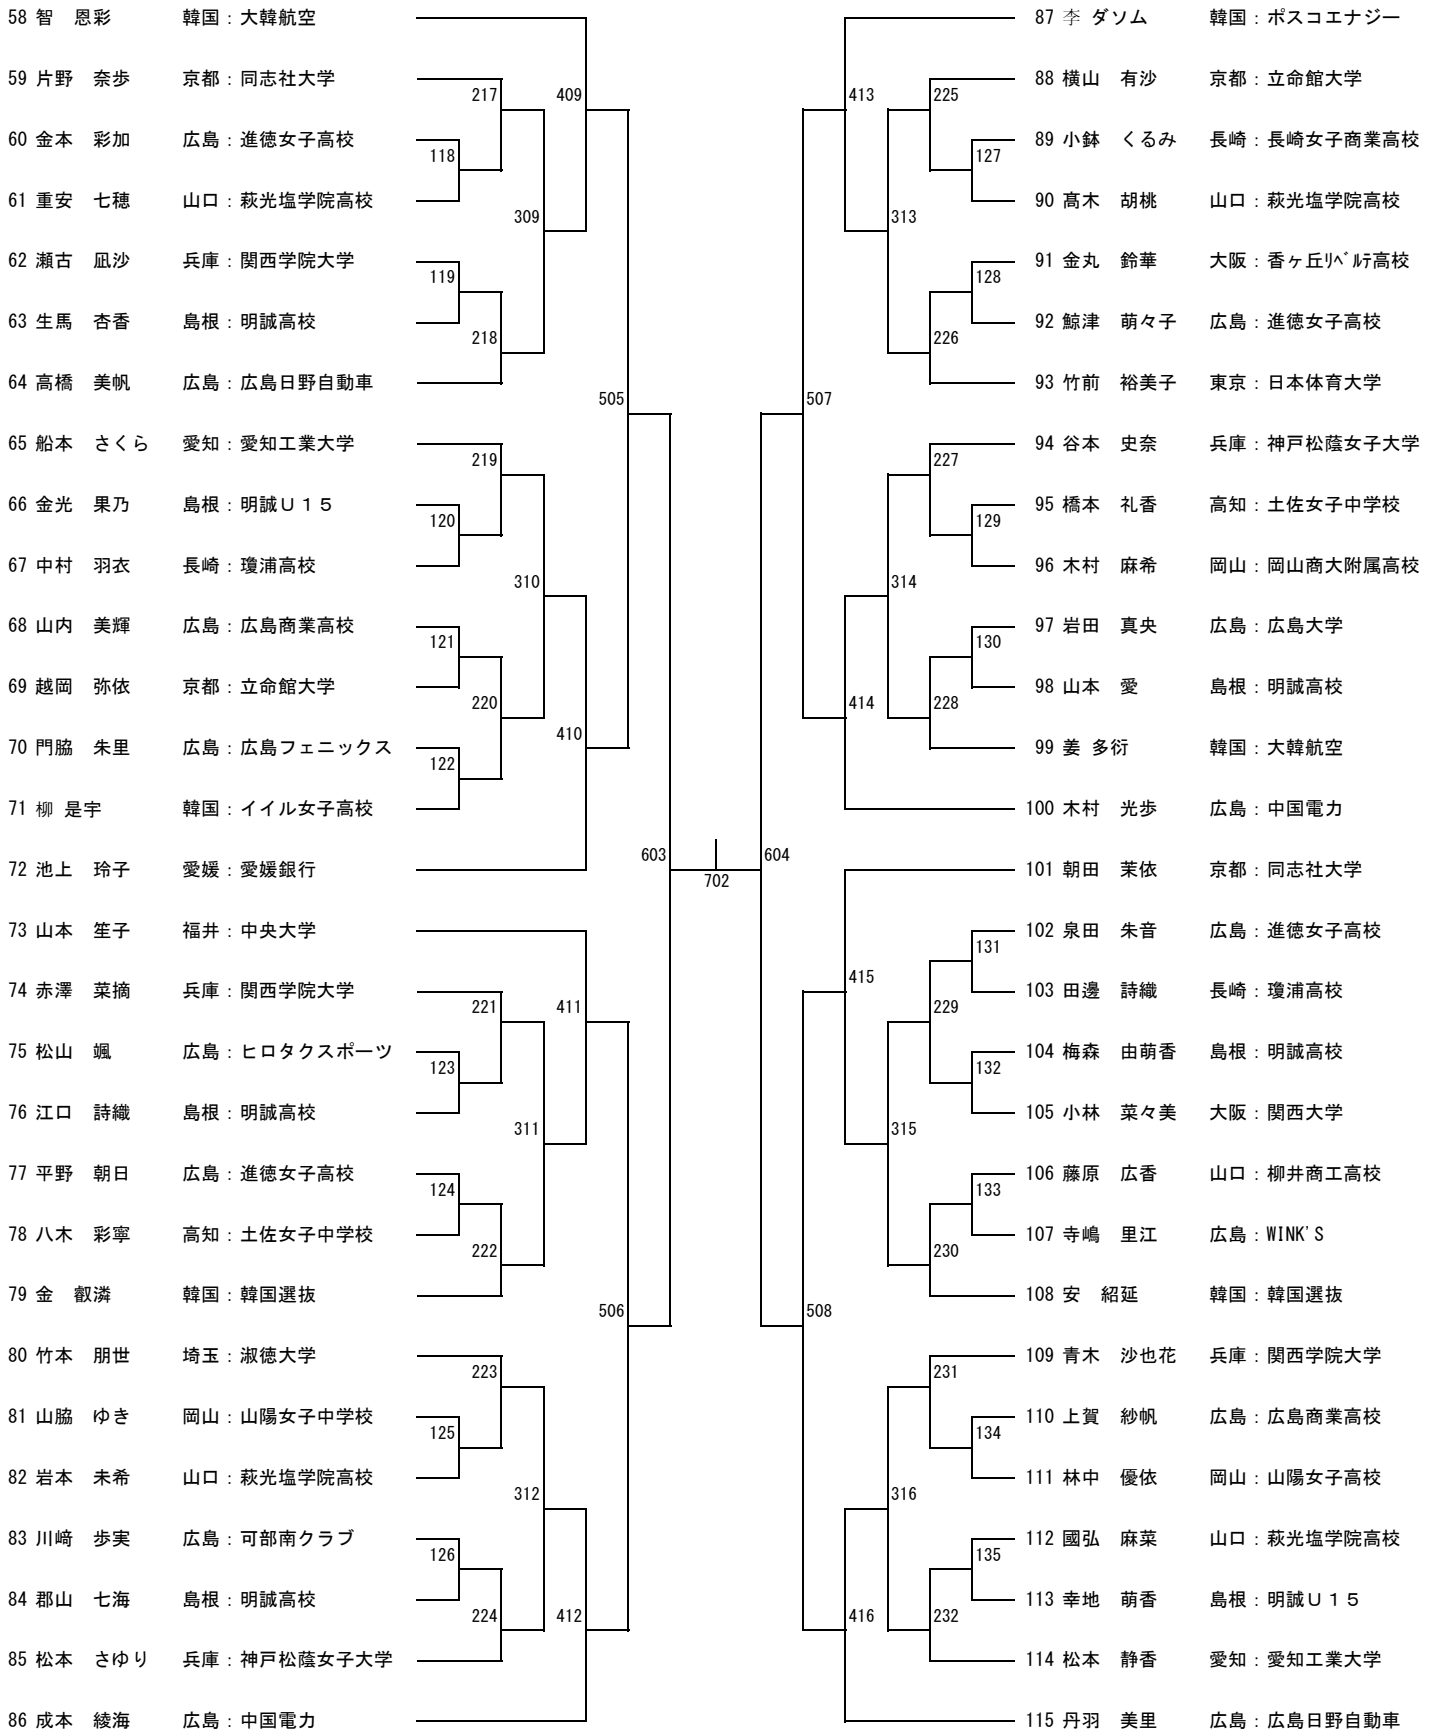 58 智　恩彩 韓国：大韓航空
59 片野　奈歩 京都：同志社大学
217
409
60 金本　彩加 広島：進徳女子高校
118
61 重安　七穂 山口：萩光塩学院高校
309
62 瀬古　凪沙 兵庫：関西学院大学
119
63 生馬　杏香 島根：明誠高校
218
64 高橋　美帆 広島：広島日野自動車
505
65 船本　さくら 愛知：愛知工業大学
219
66 金光　果乃 島根：明誠Ｕ１５
120
67 中村　羽衣 長崎：瓊浦高校
310
68 山内　美輝 広島：広島商業高校
121
69 越岡　弥依 京都：立命館大学
220
410
70 門脇　朱里 広島：広島フェニックス
122
71 柳 是宇 韓国：イイル女子高校
603
72 池上　玲子 愛媛：愛媛銀行
73 山本　笙子 福井：中央大学
74 赤澤　菜摘 兵庫：関西学院大学
221
411
75 松山　颯 広島：ヒロタクスポーツ
123
76 江口　詩織 島根：明誠高校
311
77 平野　朝日 広島：進徳女子高校
124
78 八木　彩寧 高知：土佐女子中学校
222
79 金　叡潾 韓国：韓国選抜
506
80 竹本　朋世 埼玉：淑徳大学
223
81 山脇　ゆき 岡山：山陽女子中学校
125
82 岩本　未希 山口：萩光塩学院高校
312
83 川﨑　歩実 広島：可部南クラブ
126
84 郡山　七海 島根：明誠高校
224
412
85 松本　さゆり 兵庫：神戸松蔭女子大学
86 成本　綾海 広島：中国電力
702
87 李 ダソム 韓国：ポスコエナジー
413
225
88 横山　有沙 京都：立命館大学
89 小鉢　くるみ 長崎：長崎女子商業高校
127
90 髙木　胡桃 山口：萩光塩学院高校
313
91 金丸　鈴華 大阪：香ヶ丘ﾘﾍﾞﾙﾃ高校
128
92 鯨津　萌々子 広島：進徳女子高校
226
93 竹前　裕美子 東京：日本体育大学
507
94 谷本　史奈 兵庫：神戸松蔭女子大学
227
95 橋本　礼香 高知：土佐女子中学校
129
96 木村　麻希 岡山：岡山商大附属高校
314
97 岩田　真央 広島：広島大学
130
98 山本　愛 島根：明誠高校
414
228
99 姜 多衍 韓国：大韓航空
100 木村　光歩 広島：中国電力
604
101 朝田　茉依 京都：同志社大学
102 泉田　朱音 広島：進徳女子高校
131
415
103 田邊　詩織 長崎：瓊浦高校
229
104 梅森　由萌香 島根：明誠高校
132
105 小林　菜々美 大阪：関西大学
315
106 藤原　広香 山口：柳井商工高校
133
107 寺嶋　里江 広島：WINK'S
230
108 安　紹延 韓国：韓国選抜
508
109 青木　沙也花 兵庫：関西学院大学
231
110 上賀　紗帆 広島：広島商業高校
134
111 林中　優依 岡山：山陽女子高校
316
112 國弘　麻菜 山口：萩光塩学院高校
135
113 幸地　萌香 島根：明誠Ｕ１５
416
232
114 松本　静香 愛知：愛知工業大学
115 丹羽　美里 広島：広島日野自動車